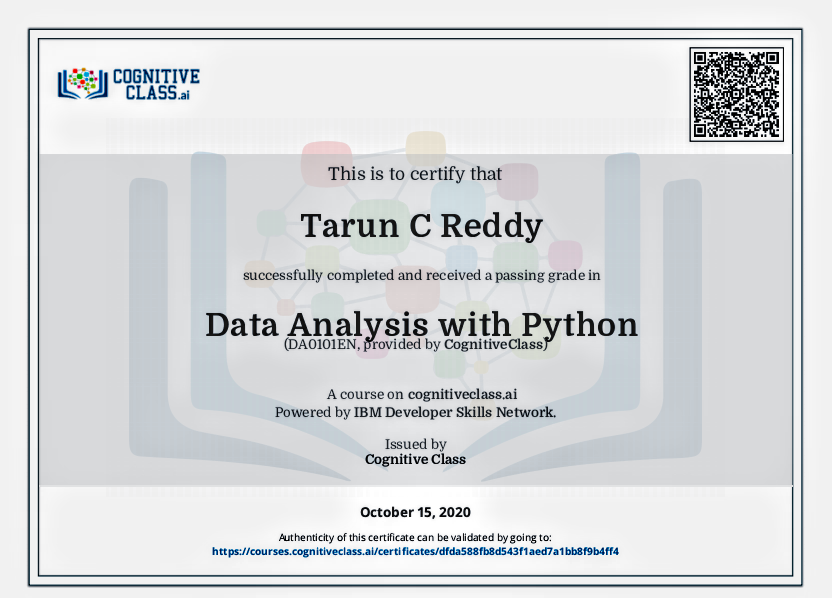 COGNITIVE
CLASS.ai
This is to certify that
Tarun C Reddy
successfully completed and received a passing grade in
Data Analysis with Python
(DA0101EN, provided by CognitiveClass)
A course on cognitiveclass.ai
Powered by IBM Developer Skills Network.
Issued by
Cognitive Class
October 15, 2020
Authenticity of this certificate can be validated by going to:
https://courses.cognitiveclass.ai/certificates/dfda588fb8d543f1aed7a1bb8f9b4ff4